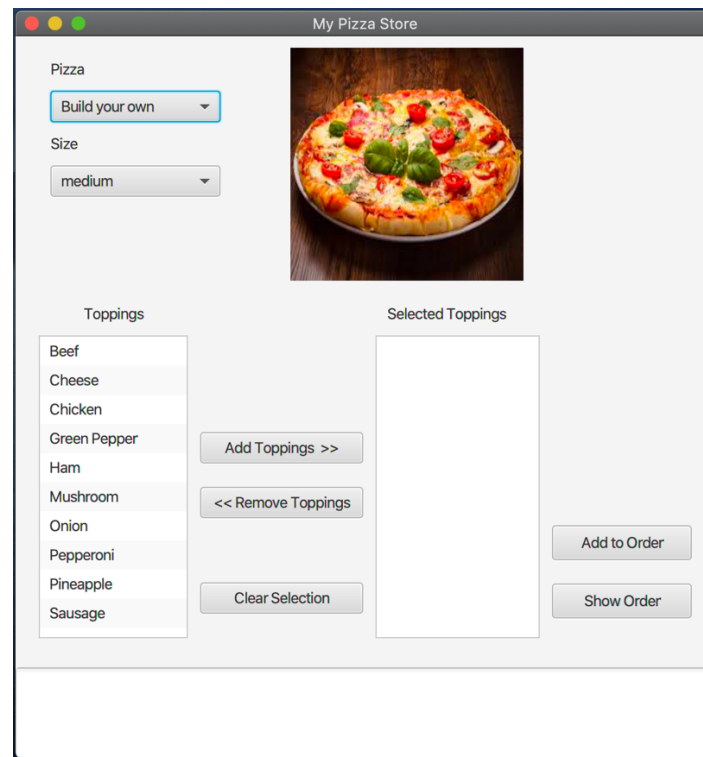 My Pizza Store
Pizza
Build your own
Size
medium
Toppings
Selected Toppings
Beef
Cheese
Chicken
Green Pepper
Ham
Mushroom
Onion
Pepperoni
Pineapple
Sausage
Add Toppings >>
<< Remove Toppings
Clear Selection
Add to Order
Show Order